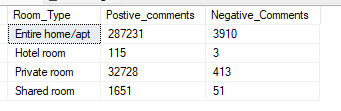 Room_Type Postive_comments Negative_Comments
Entire home/apt 287231 3910
Hotel room 115 3
Private room 32728 413
Shared room 1651 51